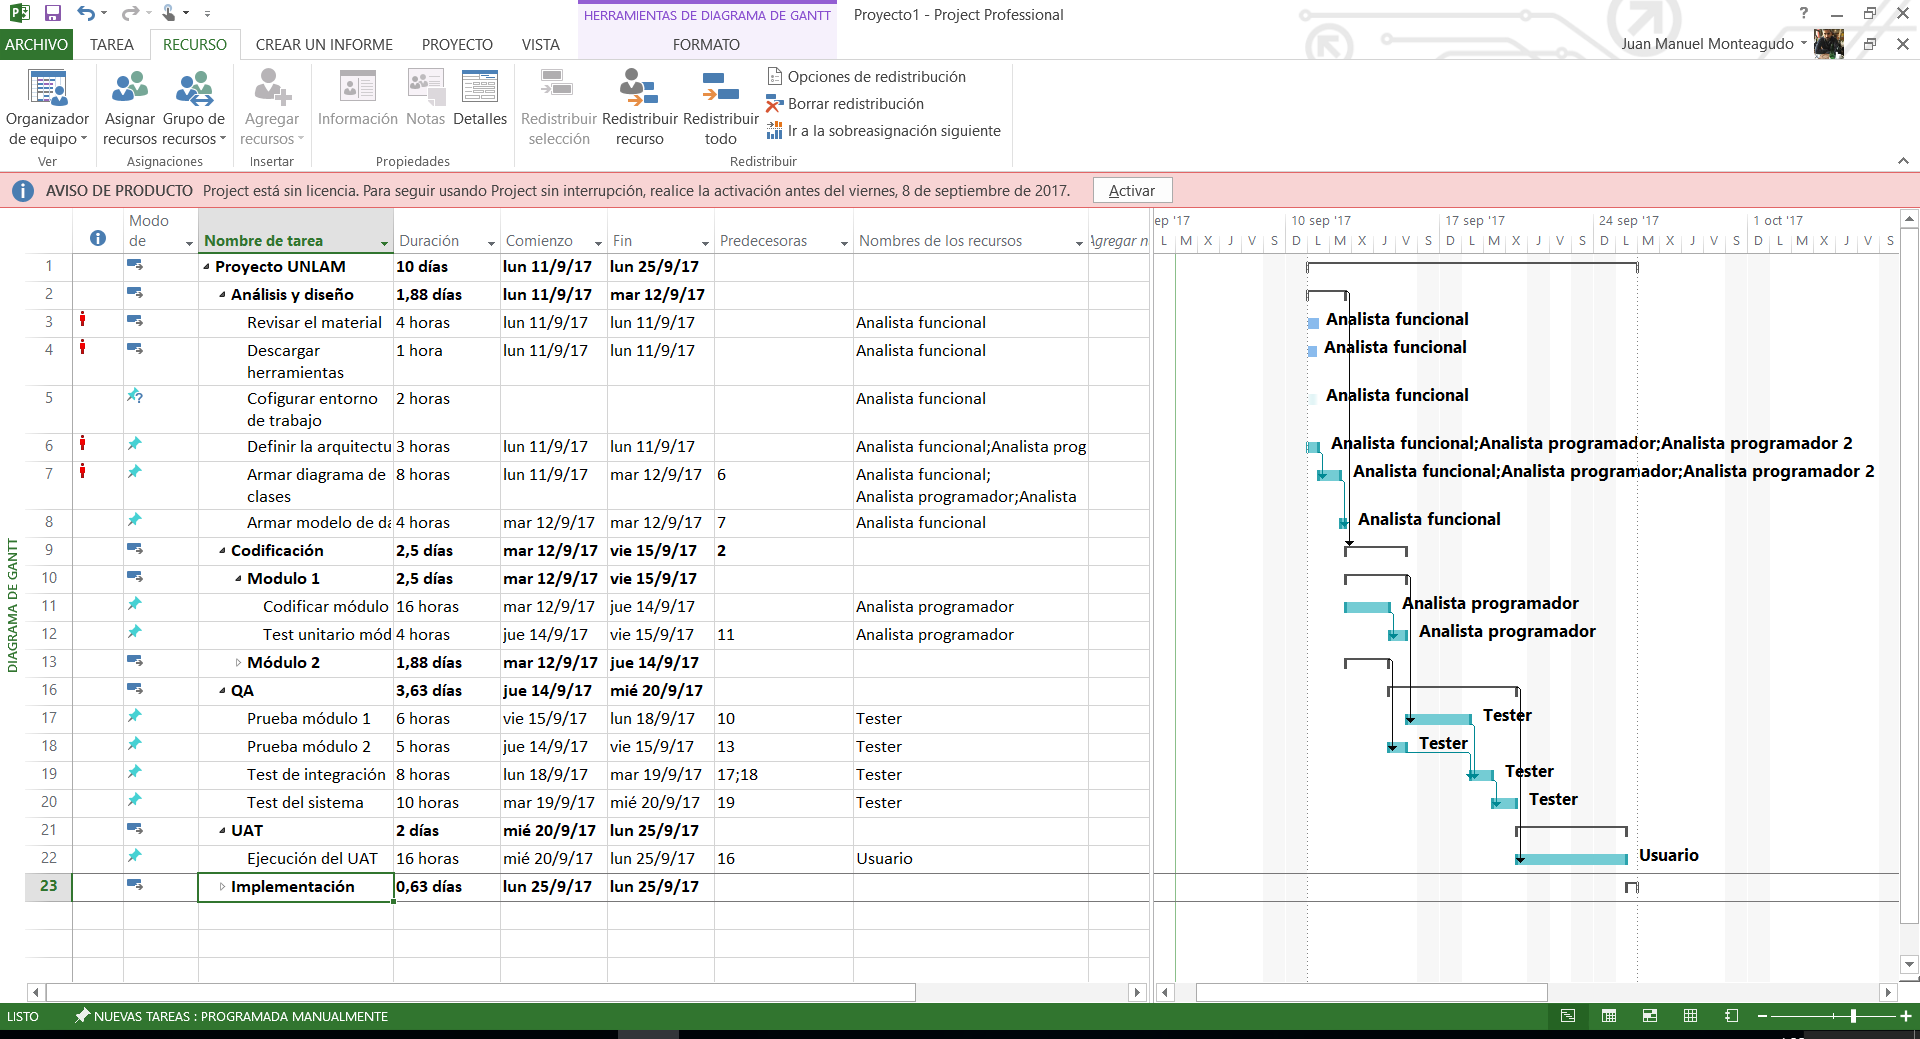 HERRAMIENTAS DE DIAGRAMA DE GANTT
Proyecto1 - Project Professional
ARCHIVO TAREA RECURSO CREAR UN INFORME PROYECTO VISTA FORMATO
Juan Manuel Monteagudo
Opciones de redistribución
Borrar redistribución
Ir a la sobreasignación siguiente
Organizador de equipo
Asignar recursos
Grupo de recursos
Agregar recursos
Información Notas Detalles
Redistribuir selección
Redistribuir recurso
Redistribuir todo
Ver Asignaciones Insertar Propiedades Redistribuir
AVISO DE PRODUCTO Project está sin licencia. Para seguir usando Project sin interrupción, realice la activación antes del viernes, 8 de septiembre de 2017. Activar
ep '17 10 sep '17 17 sep '17 24 sep '17 1 oct '17
Modo de Nombre de tarea Duración Comienzo Fin Predecesoras Nombres de los recursos Agregar n
L M X J V S D L M X J V S D L M X J V S D L M X J V S D L M X J V S
1 Proyecto UNLAM 10 días lun 11/9/17 lun 25/9/17
2 Análisis y diseño 1,88 días lun 11/9/17 mar 12/9/17
3 Revisar el material 4 horas lun 11/9/17 lun 11/9/17 Analista funcional Analista funcional
4 Descargar herramientas 1 hora lun 11/9/17 lun 11/9/17 Analista funcional Analista funcional
5 Cofigurar entorno de trabajo 2 horas Analista funcional Analista funcional
6 Definir la arquitectu 3 horas lun 11/9/17 lun 11/9/17 Analista funcional;Analista prog Analista funcional;Analista programador;Analista programador 2
7 Armar diagrama de clases 8 horas lun 11/9/17 mar 12/9/17 6 Analista funcional; Analista programador;Analista Analista funcional;Analista programador;Analista programador 2
8 Armar modelo de da 4 horas mar 12/9/17 mar 12/9/17 7 Analista funcional Analista funcional
9 Codificación 2,5 días mar 12/9/17 vie 15/9/17 2
10 Modulo 1 2,5 días mar 12/9/17 vie 15/9/17
11 Codificar módulo 16 horas mar 12/9/17 jue 14/9/17 Analista programador Analista programador
12 Test unitario mód 4 horas jue 14/9/17 vie 15/9/17 11 Analista programador Analista programador
13 Módulo 2 1,88 días mar 12/9/17 jue 14/9/17
16 QA 3,63 días jue 14/9/17 mié 20/9/17
17 Prueba módulo 1 6 horas vie 15/9/17 lun 18/9/17 10 Tester Tester
18 Prueba módulo 2 5 horas jue 14/9/17 vie 15/9/17 13 Tester Tester
19 Test de integración 8 horas lun 18/9/17 mar 19/9/17 17;18 Tester Tester
20 Test del sistema 10 horas mar 19/9/17 mié 20/9/17 19 Tester Tester
21 UAT 2 días mié 20/9/17 lun 25/9/17
22 Ejecución del UAT 16 horas mié 20/9/17 lun 25/9/17 16 Usuario Usuario
23 Implementación 0,63 días lun 25/9/17 lun 25/9/17
DIAGRAMA DE GANTT
LISTO NUEVAS TAREAS : PROGRAMADA MANUALMENTE